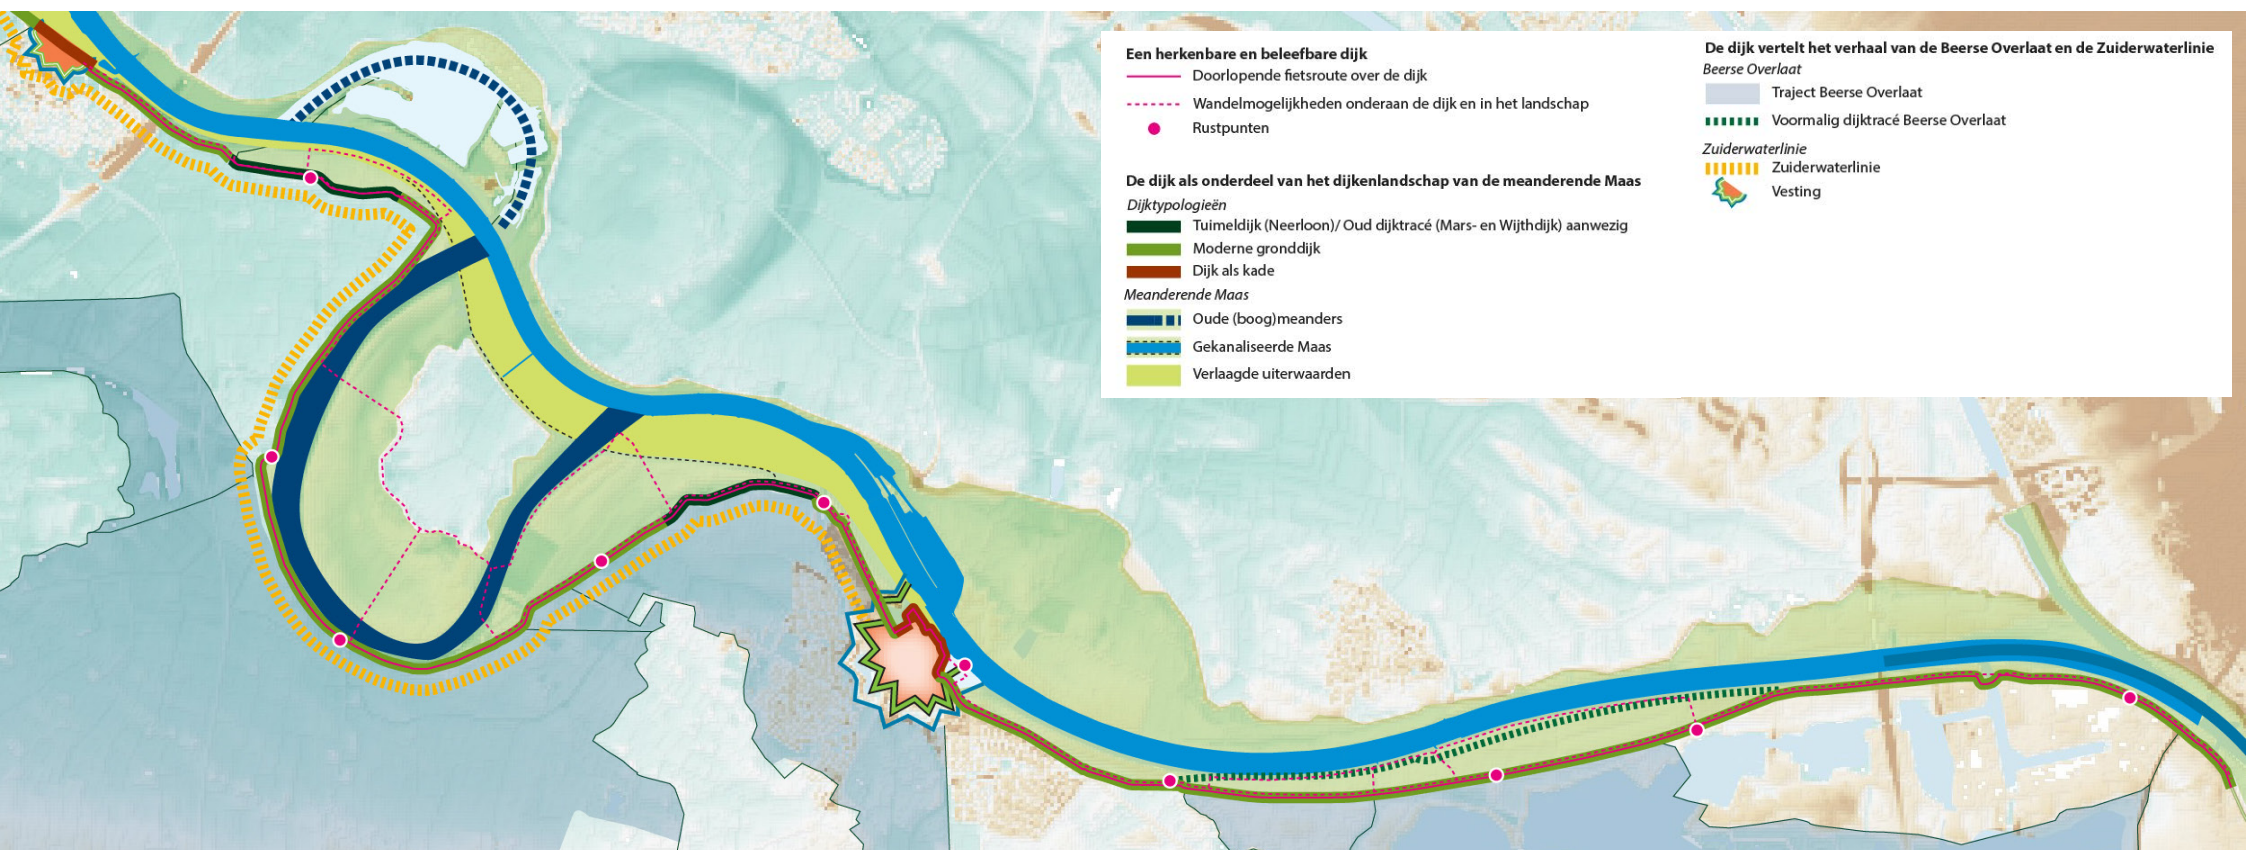 Een herkenbare en beleefbare dijk
Doorlopende fietsroute over de dijk
Wandelmogelijkheden onderaan de dijk en in het landschap
Rustpunten
De dijk als onderdeel van het dijkenlandschap van de meanderende Maas
Dijktypologieën
Tuimeldijk (Neerloon)/ Oud dijktracé (Mars- en Wijthdijk) aanwezig
Moderne gronddijk
Dijk als kade
Meanderende Maas
Oude (boog)meanders
Gekanaliseerde Maas
Verlaagde uiterwaarden
De dijk vertelt het verhaal van de Beerse Overlaat en de Zuiderwaterlinie
Beerse Overlaat
Traject Beerse Overlaat
Voormalig dijktracé Beerse Overlaat
Zuiderwaterlinie
Zuiderwaterlinie
Vesting